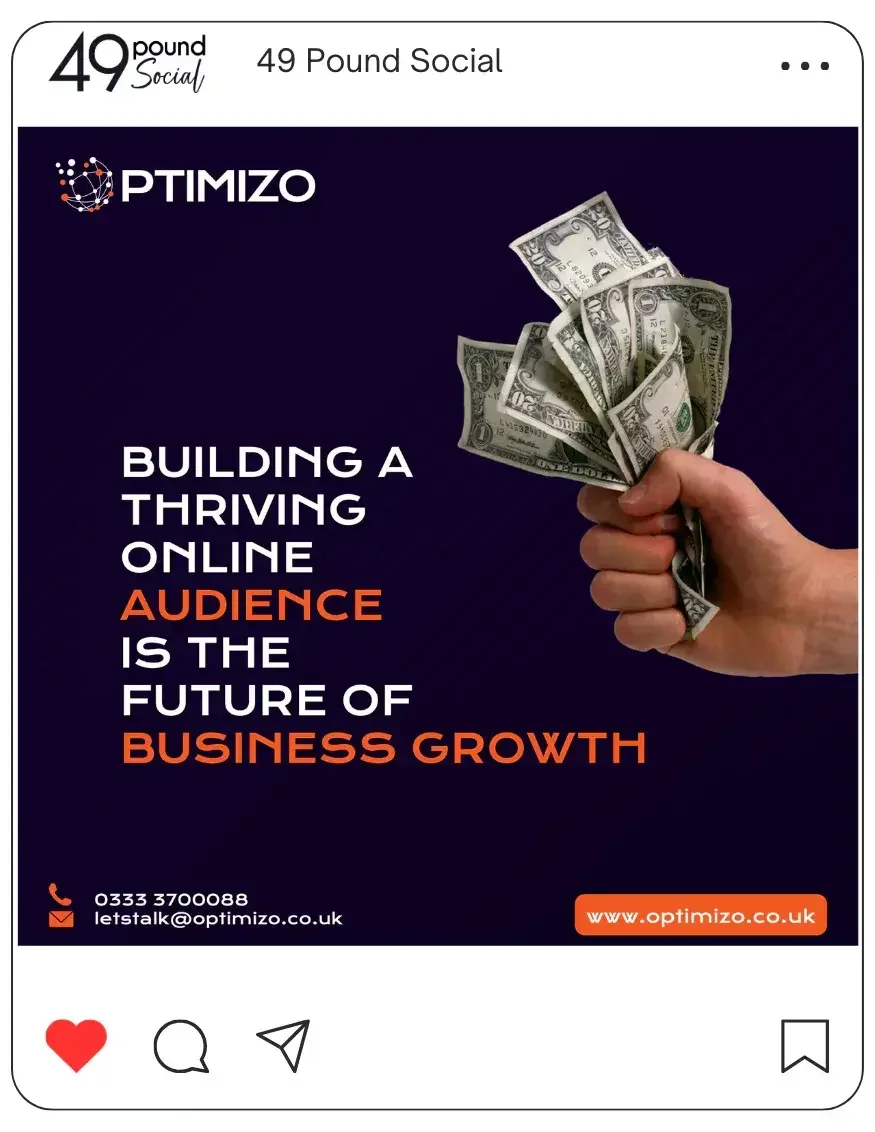 49 pound
Social
49 Pound Social
PTIMIZO
BUILDING A
THRIVING
ONLINE
AUDIENCE
IS THE
FUTURE OF
BUSINESS GROWTH
0333 3700088
letstalk@optimizo.co.uk
www.optimizo.co.uk